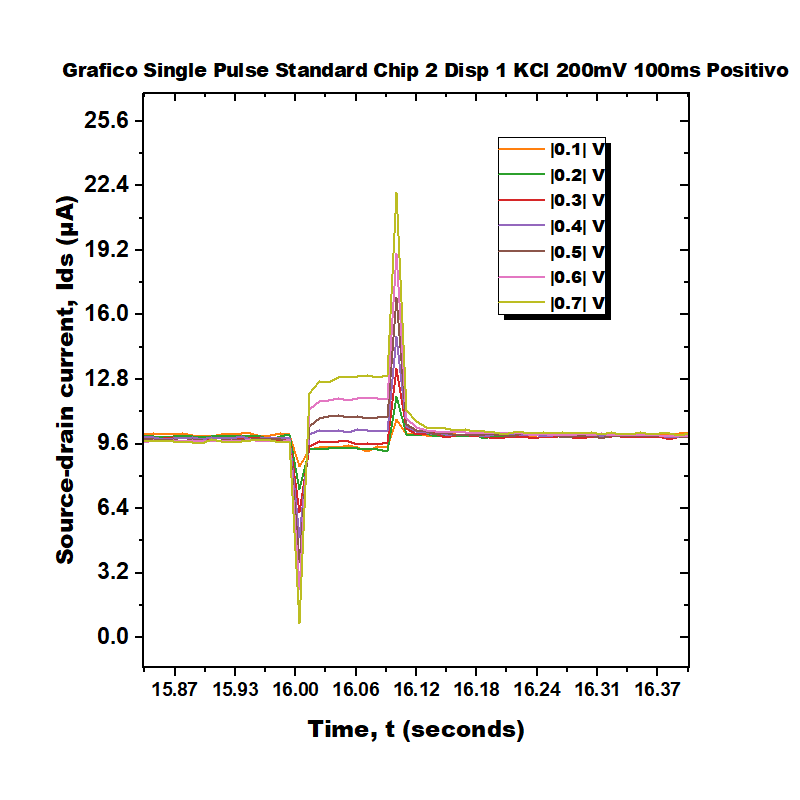 Grafico Single Pulse Standard Chip 2 Disp 1 KCl 200mV 100ms Positivo
Source-drain current, Ids (µA)
25.6
22.4
19.2
16.0
12.8
9.6
6.4
3.2
0.0
|0.1| V
|0.2| V
|0.3| V
|0.4| V
|0.5| V
|0.6| V
|0.7| V
15.87 15.93 16.00 16.06 16.12 16.18 16.24 16.31 16.37
Time, t (seconds)